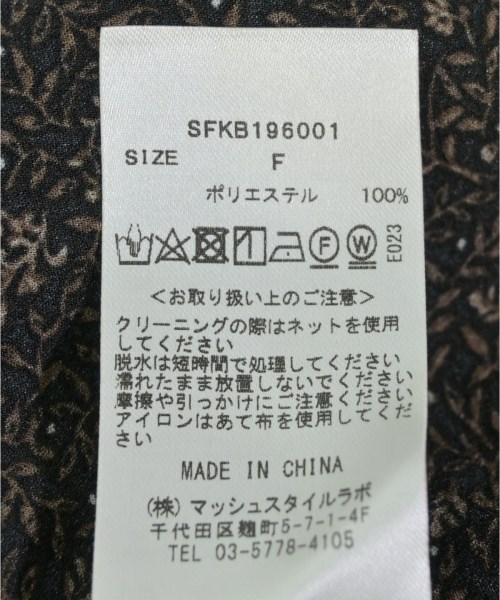 SFKB196001
SIZE F
ポリエステル 100%
F W E023
<お取り扱い上のご注意>
クリーニングの際はネットを使用
してください
脱水は短時間で処理してください
濡れたまま放置しないでください
摩擦や引っかけにご注意ください
アイロンはあて布を使用してくだ
さい
MADE IN CHINA
(株)マッシュスタイルラボ
千代田区麹町5-7-1-4F
TEL 03-5778-4105